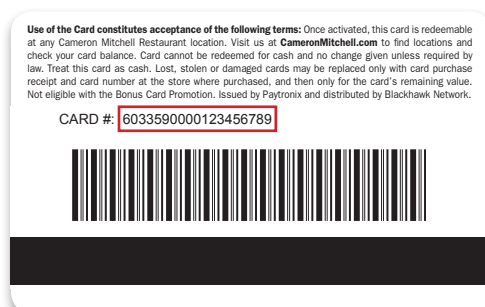 Use of the Card constitutes acceptance of the following terms: Once activated, this card is redeemable
at any Cameron Mitchell Restaurant location. Visit us at CameronMitchell.com to find locations and
check your card balance. Card cannot be redeemed for cash and no change given unless required by
law. Treat this card as cash. Lost, stolen or damaged cards may be replaced only with card purchase
receipt and card number at the store where purchased, and then only for the card's remaining value.
Not eligible with the Bonus Card Promotion. Issued by Paytronix and distributed by Blackhawk Network.
CARD #: 6033590000123456789